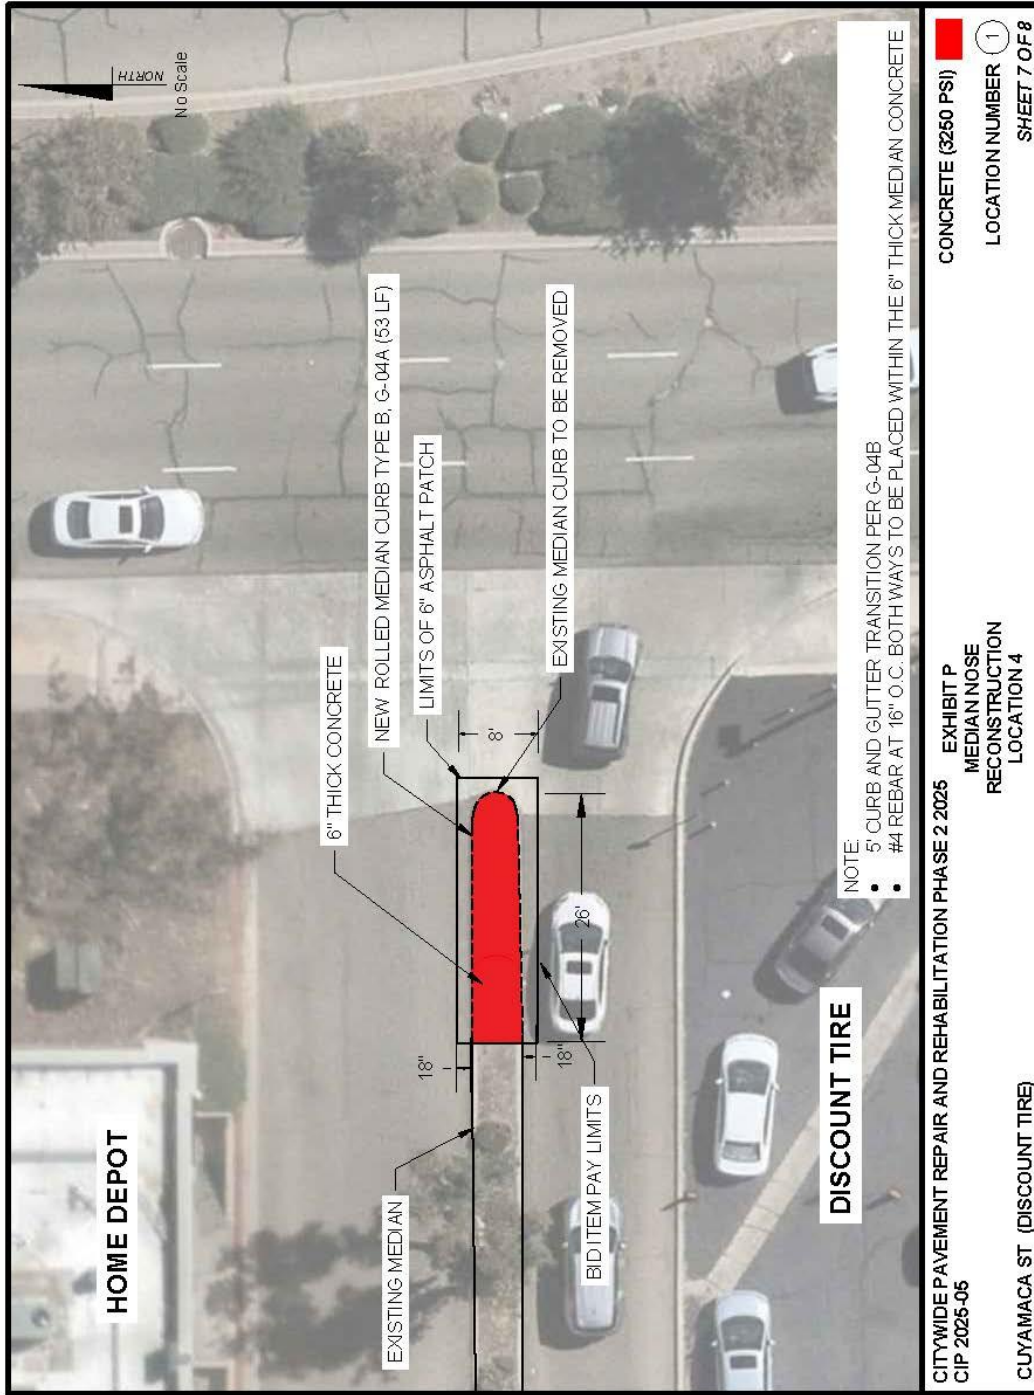 HOME DEPOT
NORTH
No Scale
6" THICK CONCRETE
NEW ROLLED MEDIAN CURB TYPE B, G-04A (53 LF)
LIMITS OF 6" ASPHALT PATCH
EXISTING MEDIAN
18"
8'
18"
26'
EXISTING MEDIAN CURB TO BE REMOVED
BID ITEM PAY LIMITS
DISCOUNT TIRE
NOTE:
• 5' CURB AND GUTTER TRANSITION PER G-04B
• #4 REBAR AT 16" O.C. BOTH WAYS TO BE PLACED WITHIN THE 6" THICK MEDIAN CONCRETE
CITYWIDE PAVEMENT REPAIR AND REHABILITATION PHASE 2 2025
CIP 2025-05
CUYAMACA ST (DISCOUNT TIRE)
EXHIBIT P
MEDIAN NOSE
RECONSTRUCTION
LOCATION 4
CONCRETE (3250 PSI)
LOCATION NUMBER 1
SHEET 7 OF 8